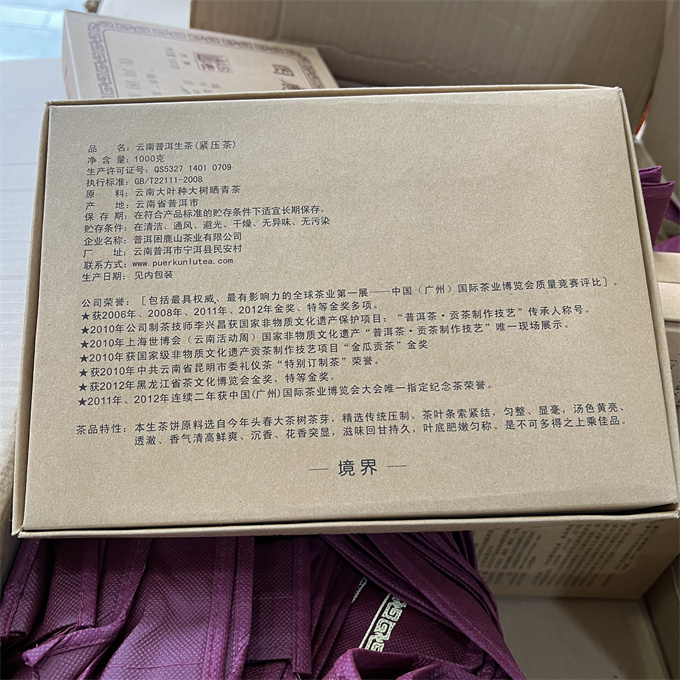 品　　名：云南普洱生茶(紧压茶)
净 含 量：1000克
生产许可证号：QS5327 1401 0709
执行标准：GB/T22111-2008
原　　料：云南大叶种大树晒青茶
产　　地：云南省普洱市
保 存 期：在符合产品标准的贮存条件下适宜长期保存。
贮存条件：在清洁、通风、避光、干燥、无异味、无污染
企业名称：普洱困鹿山茶业有限公司
厂　　址：云南普洱市宁洱县民安村
联系方式：www.puerkunlutea.com
生产日期：见内包装
公司荣誉：［包括最具权威、最有影响力的全球茶业第一展——中国（广州）国际茶业博览会质量竞赛评比］。
★获2006年、2008年、2011年、2012年金奖、特等金奖多项。
★2010年公司制茶技师李兴昌获国家非物质文化遗产保护项目：“普洱茶·贡茶制作技艺”传承人称号。
★2010年上海世博会（云南活动周）国家非物质文化遗产“普洱茶·贡茶制作技艺”唯一现场展示。
★2010年获国家级非物质文化遗产贡茶制作技艺项目“金瓜贡茶”金奖
★获2010年中共云南省昆明市委礼仪茶“特别订制茶”荣誉。
★获2012年黑龙江省茶文化博览会金奖，特等金奖。
★2011年、2012年连续二年获中国(广州)国际茶业博览会大会唯一指定纪念茶荣誉。
茶品特性：本生茶饼原料选自今年头春大茶树茶芽，精选传统压制。茶叶条索紧结，匀整、显毫，汤色黄亮、
透澈、香气清高鲜爽、沉香、花香突显，滋味回甘持久，叶底肥嫩匀称。是不可多得之上乘佳品。
— 境界 —